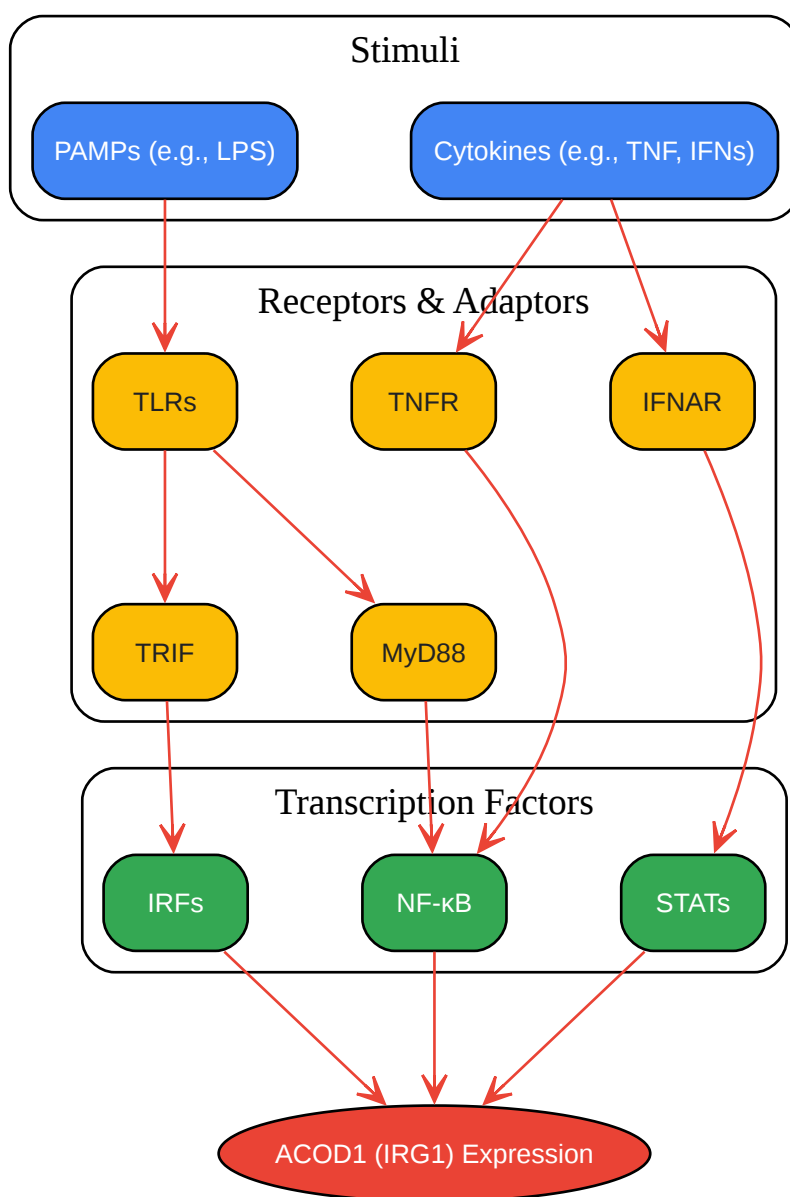 Stimuli
PAMPs (e.g., LPS)
Cytokines (e.g., TNF, IFNs)
Receptors & Adaptors
TLRs
TNFR
IFNAR
TRIF
MyD88
Transcription Factors
IRFs
NF-κB
STATs
ACOD1 (IRG1) Expression